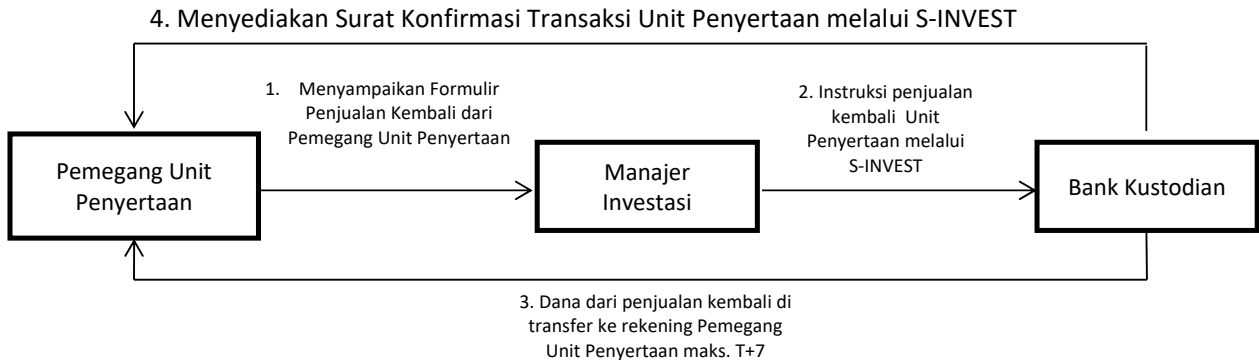 4. Menyediakan Surat Konfirmasi Transaksi Unit Penyertaan melalui S-INVEST
1. Menyampaikan Formulir
Penjualan Kembali dari
Pemegang Unit Penyertaan
2. Instruksi penjualan
kembali Unit
Penyertaan melalui
S-INVEST
Pemegang Unit
Penyertaan
Manajer
Investasi
Bank Kustodian
3. Dana dari penjualan kembali di
transfer ke rekening Pemegang
Unit Penyertaan maks. T+7